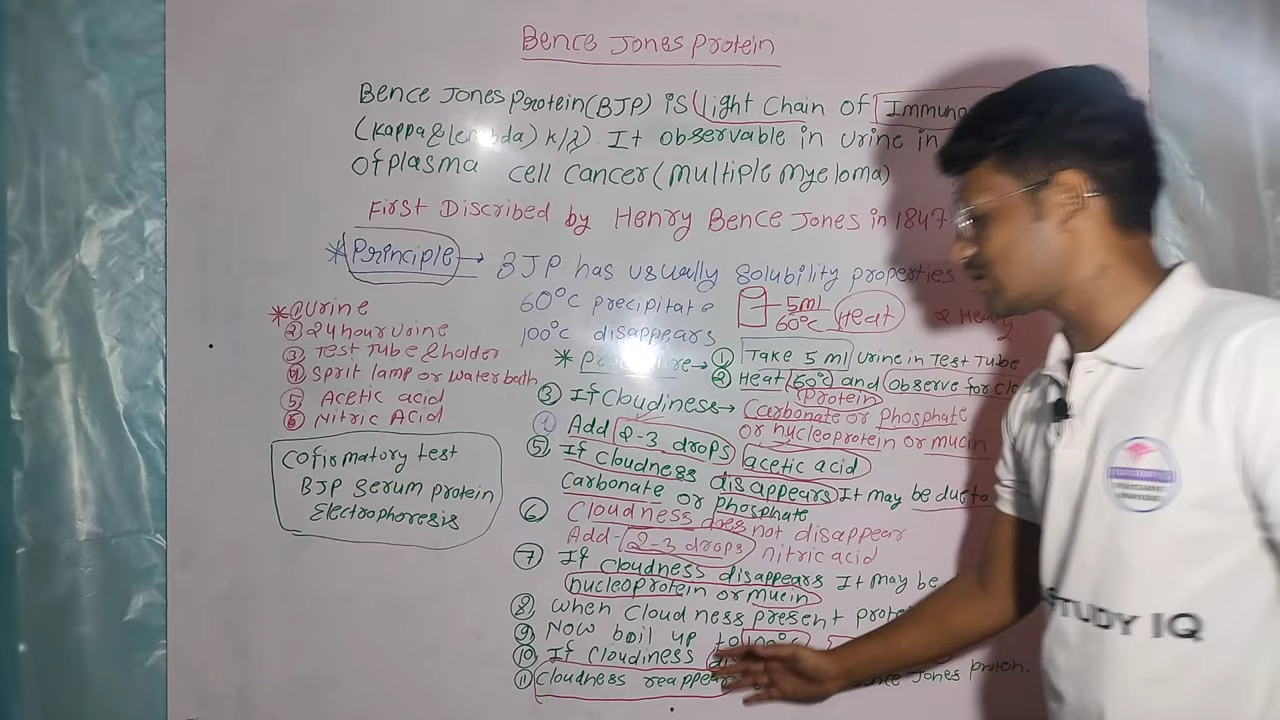 Bence Jones Protein
Bence Jones Protein(BJP) is light Chain of
(Kappa & lambda) K/λ) It observable in urine in
of plasma cell cancer (multiple myeloma)
First Discribed by Henry Bence Jones in 1847
*Principle → BJP has usually solubility properties
60°C precipitate
100°C disappears
5ml
60°C
Heat
* ① Urine
② 24 hour urine
③ Test Tube & holder
④ Sprit lamp or water bath
⑤ Acetic acid
⑥ Nitric Acid
Cofirmatory test
BJP serum protein
Electrophoresis
* → ① Take 5 ml urine in Test Tube
② Heat 60° and observe for
Protein
③ If Cloudiness → Carbonate or Phosphate
or nucleoprotein or mucin
④ Add 2-3 drops acetic acid
⑤ If cloudness disappears It may be due to
Carbonate or phosphate
⑥ Cloudness does not disappear
Add - 2-3 drops nitric acid
⑦ If cloudness disappears It may be
nucleoprotein or mucin
⑧ when cloudness present
⑨ Now boil up to 100°C
⑩ If Cloudiness
⑪ Cloudness Jones protein.
STUDY IQ